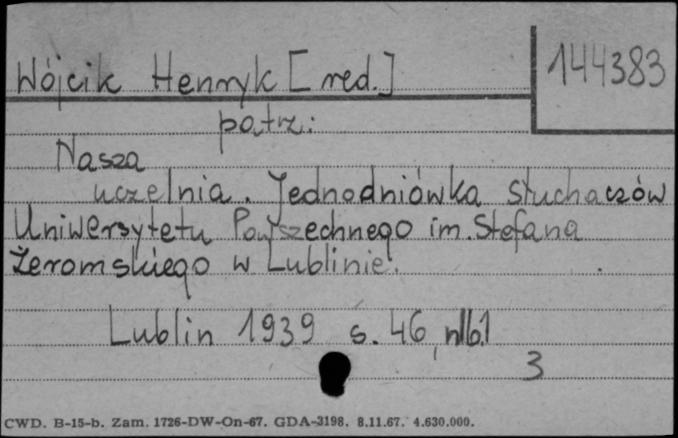 Wójcik Henryk [red.]
144383
patrz:
Nasza
uczelnia. Jednodniówka słuchaczów
Uniwersytetu Powszechnego im. Stefana
Żeromskiego w Lublinie.
Lublin 1939 s. 46, nlb.1
3
CWD. B-15-b. Zam. 1726-DW-On-67. GDA-3198. 8.11.67. 4.630.000.